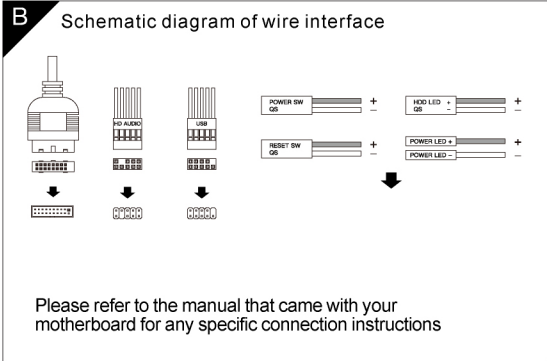 B
Schematic diagram of wire interface
HD AUDIO
USB
POWER SW
QS
+
−
HDD LED +
QS −
+
−
RESET SW
QS
+
−
POWER LED +
POWER LED −
+
−
Please refer to the manual that came with your
motherboard for any specific connection instructions